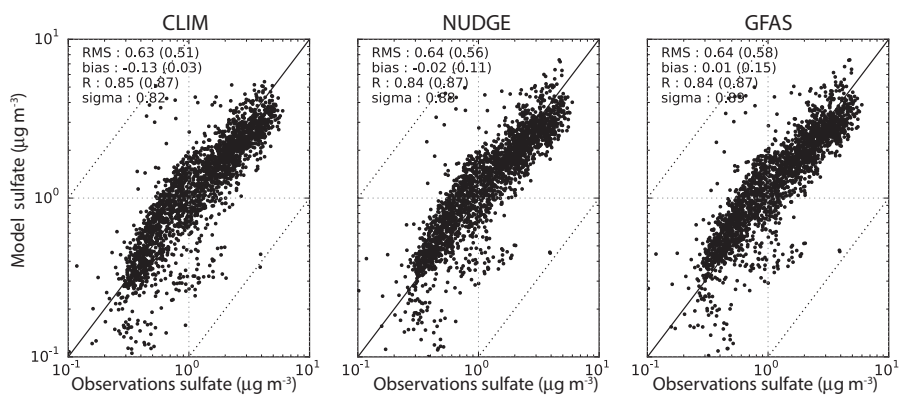 CLIM
NUDGE
GFAS
RMS : 0.63 (0.51)
bias : -0.13 (-0.03)
R : 0.85 (0.87)
sigma : 0.82
RMS : 0.64 (0.56)
bias : -0.02 (0.11)
R : 0.84 (0.87)
sigma : 0.88
RMS : 0.64 (0.58)
bias : 0.01 (0.15)
R : 0.84 (0.87)
sigma : 0.89
Model sulfate (μg m⁻³)
10¹
10⁰
10⁻¹
10⁻¹ 10⁰ 10¹
10⁻¹ 10⁰ 10¹
10⁻¹ 10⁰ 10¹
Observations sulfate (μg m⁻³)
Observations sulfate (μg m⁻³)
Observations sulfate (μg m⁻³)